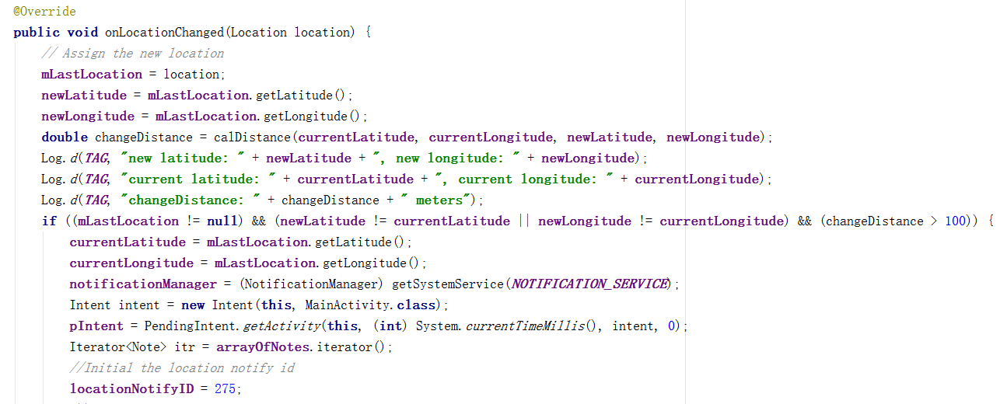 @Override
public void onLocationChanged(Location location) {
// Assign the new location
mLastLocation = location;
newLatitude = mLastLocation.getLatitude();
newLongitude = mLastLocation.getLongitude();
double changeDistance = calDistance(currentLatitude, currentLongitude, newLatitude, newLongitude);
Log.d(TAG, "new latitude: " + newLatitude + ", new longitude: " + newLongitude);
Log.d(TAG, "current latitude: " + currentLatitude + ", current longitude: " + currentLongitude);
Log.d(TAG, "changeDistance: " + changeDistance + " meters");
if ((mLastLocation != null) && (newLatitude != currentLatitude || newLongitude != currentLongitude) && (changeDistance > 100)) {
currentLatitude = mLastLocation.getLatitude();
currentLongitude = mLastLocation.getLongitude();
notificationManager = (NotificationManager) getSystemService(NOTIFICATION_SERVICE);
Intent intent = new Intent(this, MainActivity.class);
pIntent = PendingIntent.getActivity(this, (int) System.currentTimeMillis(), intent, 0);
Iterator<Note> itr = arrayOfNotes.iterator();
//Initial the location notify id
locationNotifyID = 275;